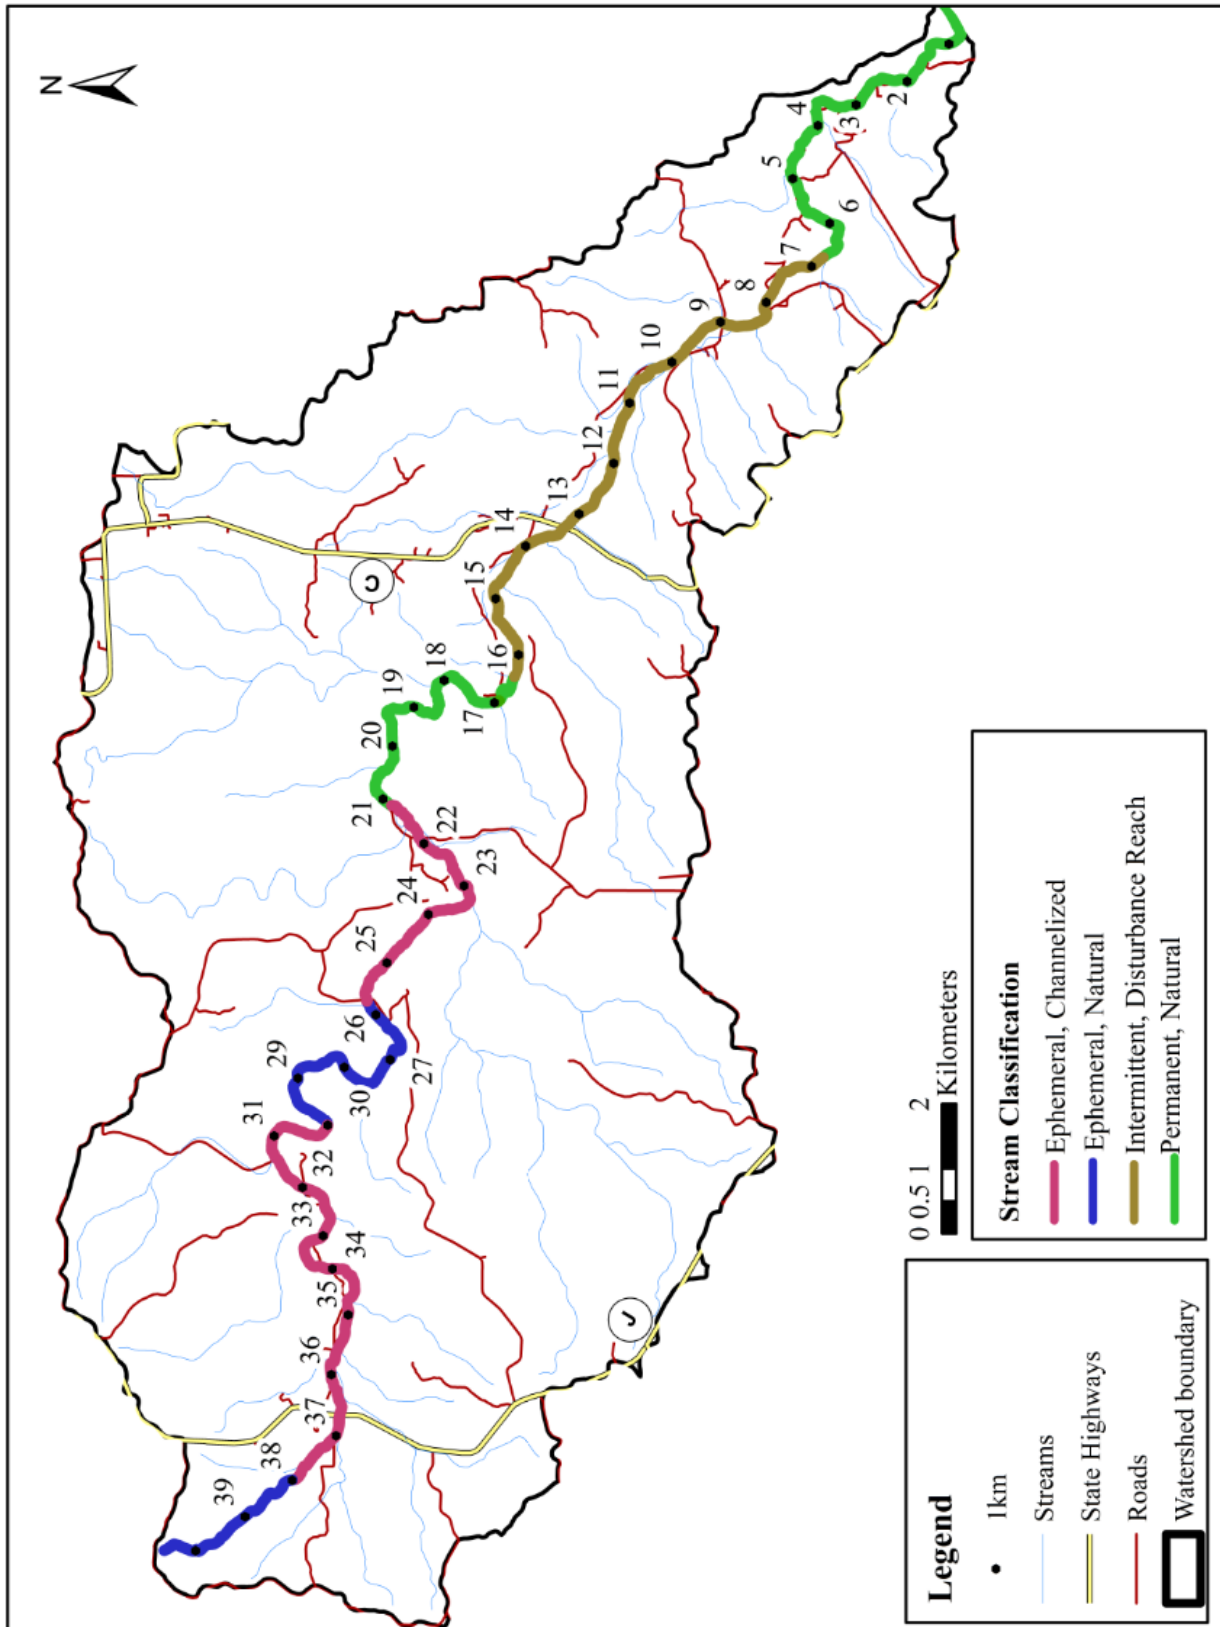 N
2
3
4
5
6
7
8
9
10
11
12
13
14
15
16
17
18
19
20
21
22
23
24
25
26
27
29
30
31
32
33
34
35
36
37
38
39
C
J
0 0.5 1 2
Kilometers
Legend
1km
Streams
State Highways
Roads
Watershed boundary
Stream Classification
Ephemeral, Channelized
Ephemeral, Natural
Intermittent, Disturbance Reach
Permanent, Natural